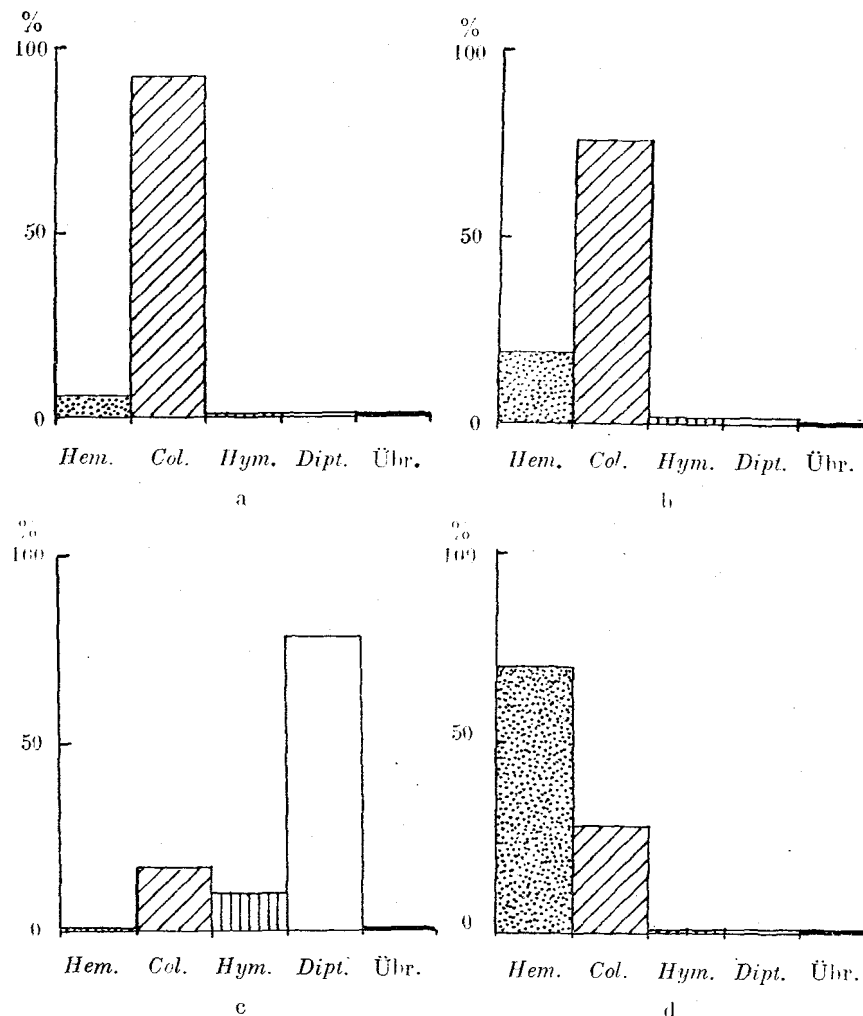 %
100
50
0
Hem. Col. Hym. Dipt. Übr.
a
%
100
50
0
Hem. Col. Hym. Dipt. Übr.
b
%
100
50
0
Hem. Col. Hym. Dipt. Übr.
c
%
100
50
0
Hem. Col. Hym. Dipt. Übr.
d